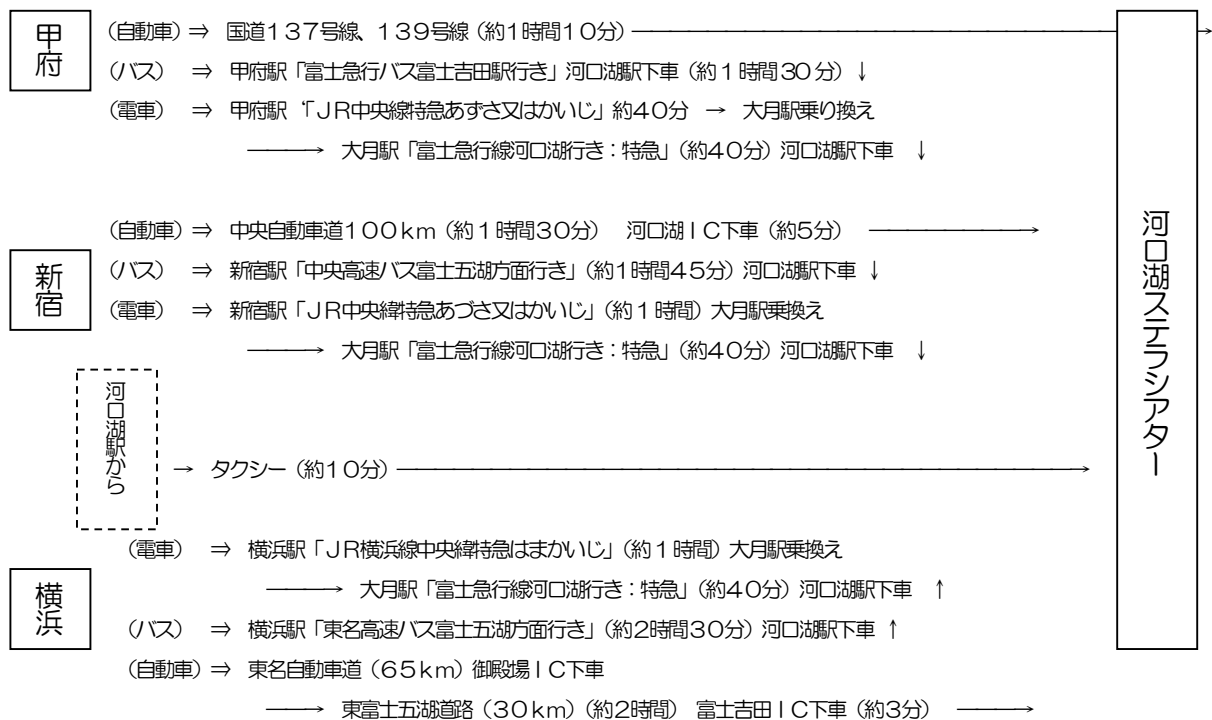 甲府
(自動車) ⇒ 国道137号線、139号線 (約1時間10分) ――――――――→
(バス) ⇒ 甲府駅「富士急行バス富士吉田駅行き」河口湖駅下車 (約1時間30分) ↓
(電車) ⇒ 甲府駅‘「JR中央線特急あずさ又はかいじ」約40分 → 大月駅乗り換え
―――→ 大月駅「富士急行線河口湖行き:特急」(約40分) 河口湖駅下車 ↓
新宿
(自動車) ⇒ 中央自動車道100km (約1時間30分) 河口湖IC下車 (約5分) ――――――→
(バス) ⇒ 新宿駅「中央高速バス富士五湖方面行き」(約1時間45分) 河口湖駅下車 ↓
(電車) ⇒ 新宿駅「JR中央緯特急あづさ又はかいじ」(約1時間) 大月駅乗換え
―――→ 大月駅「富士急行線河口湖行き:特急」(約40分) 河口湖駅下車 ↓
河口湖駅から
→ タクシー (約10分) ――――――――→
横浜
(電車) ⇒ 横浜駅「JR横浜線中央緯特急はまかいじ」(約1時間) 大月駅乗換え
―――→ 大月駅「富士急行線河口湖行き:特急」(約40分) 河口湖駅下車 ↑
(バス) ⇒ 横浜駅「東名高速バス富士五湖方面行き」(約2時間30分) 河口湖駅下車 ↑
(自動車) ⇒ 東名自動車道 (65km) 御殿場IC下車
―――→ 東富士五湖道路 (30km) (約2時間) 富士吉田IC下車 (約3分) ―――→
河口湖ステラシアター